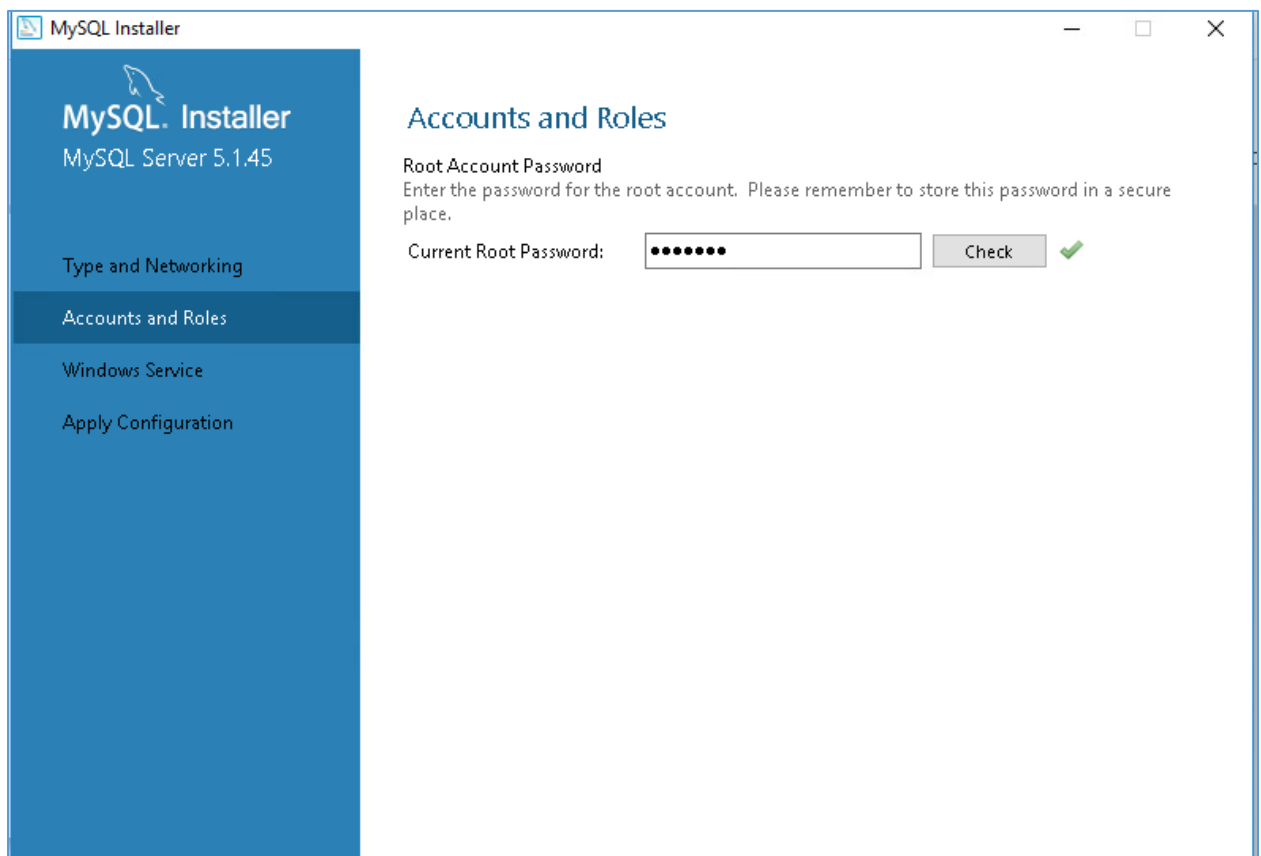 MySQL Installer
MySQL. Installer
MySQL Server 5.1.45
Type and Networking
Accounts and Roles
Windows Service
Apply Configuration
Accounts and Roles
Root Account Password
Enter the password for the root account. Please remember to store this password in a secure
place.
Current Root Password: ●●●●●●● Check